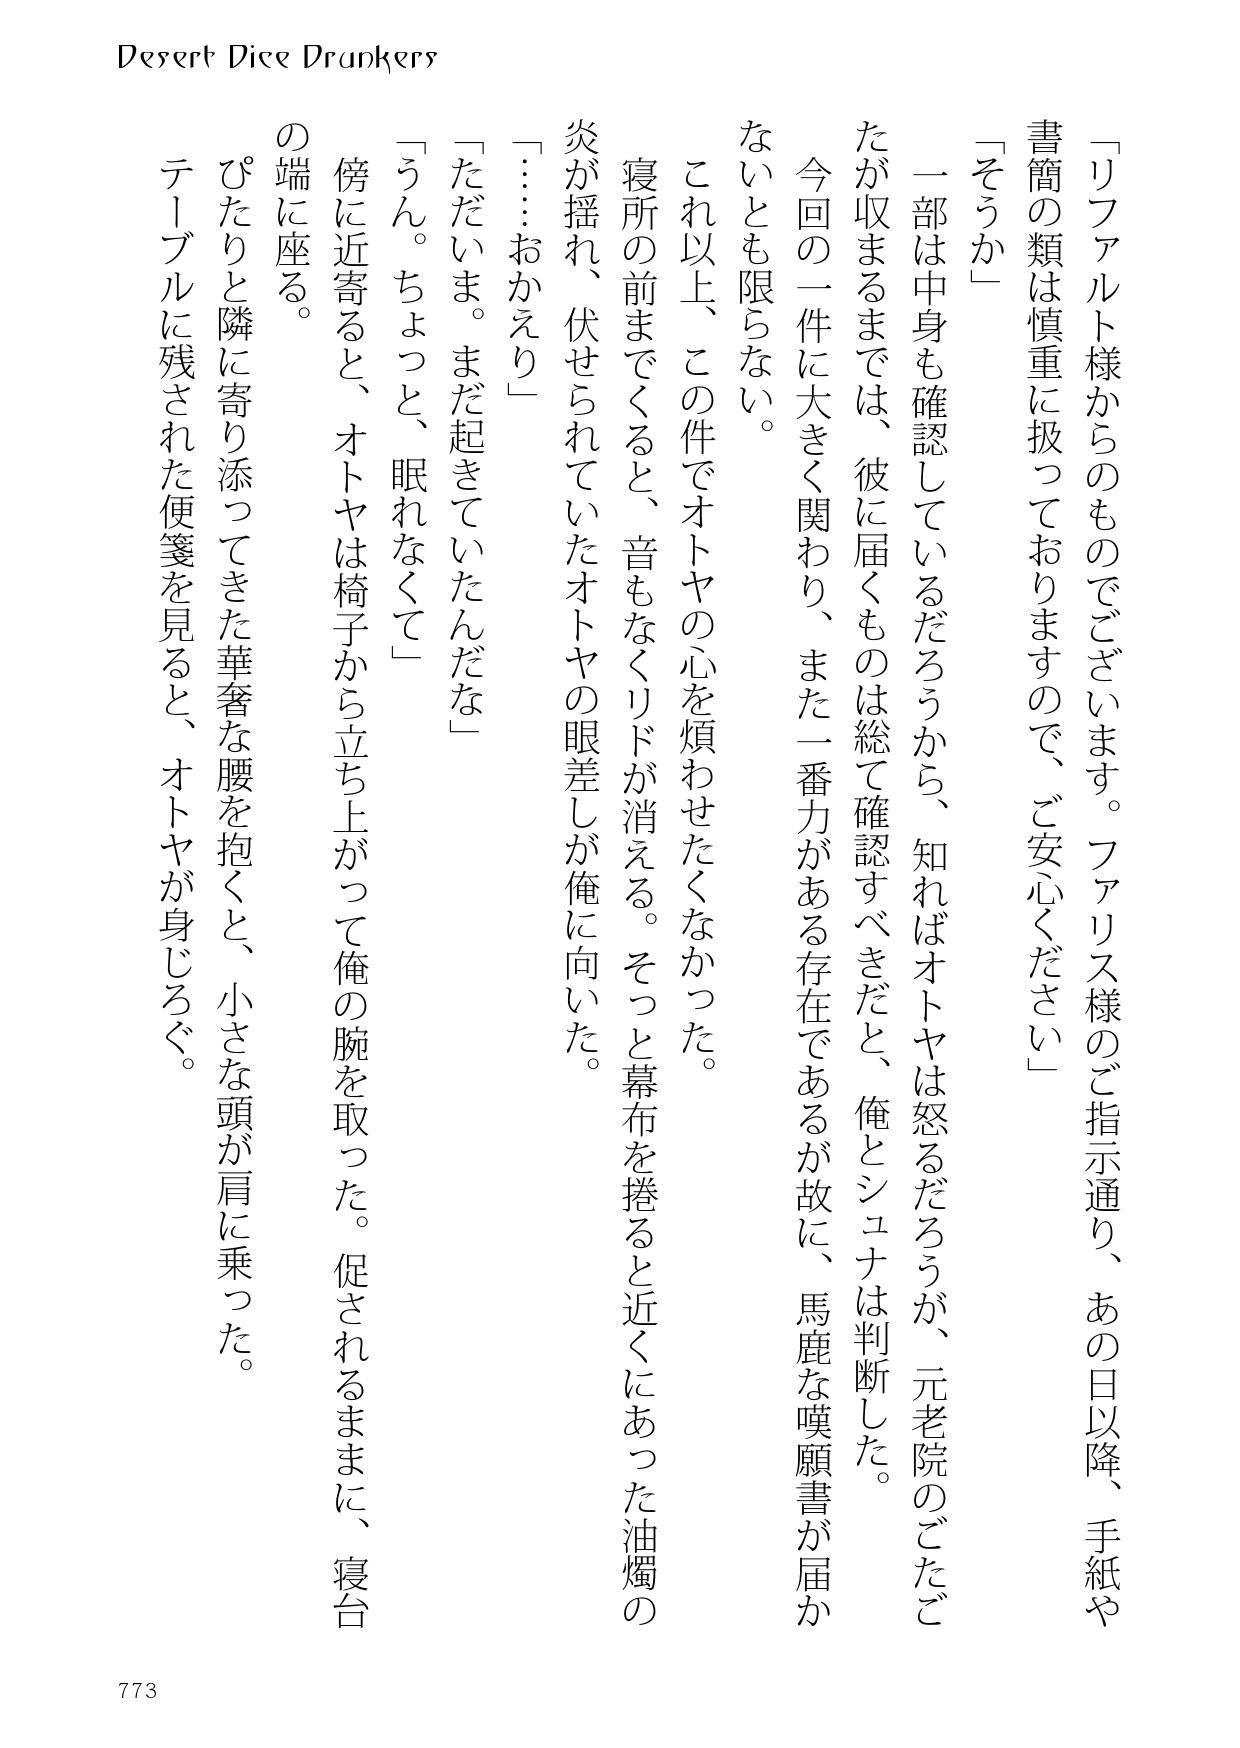 Desert Dice Drunkers
「リファルト様からのものでございます。ファリス様のご指示通り、あの日以降、手紙や
書簡の類は慎重に扱っておりますので、ご安心ください」
「そうか」
　一部は中身も確認しているだろうから、知ればオトヤは怒るだろうが、元老院のごたご
たが収まるまでは、彼に届くものは総て確認すべきだと、俺とシュナは判断した。
　今回の一件に大きく関わり、また一番力がある存在であるが故に、馬鹿な嘆願書が届か
ないとも限らない。
　これ以上、この件でオトヤの心を煩わせたくなかった。
　寝所の前までくると、音もなくリドが消える。そっと幕布を捲ると近くにあった油燭の
炎が揺れ、伏せられていたオトヤの眼差しが俺に向いた。
「……おかえり」
「ただいま。まだ起きていたんだな」
「うん。ちょっと、眠れなくて」
　傍に近寄ると、オトヤは椅子から立ち上がって俺の腕を取った。促されるままに、寝台
の端に座る。
　ぴたりと隣に寄り添ってきた華奢な腰を抱くと、小さな頭が肩に乗った。
　テーブルに残された便箋を見ると、オトヤが身じろぐ。
773